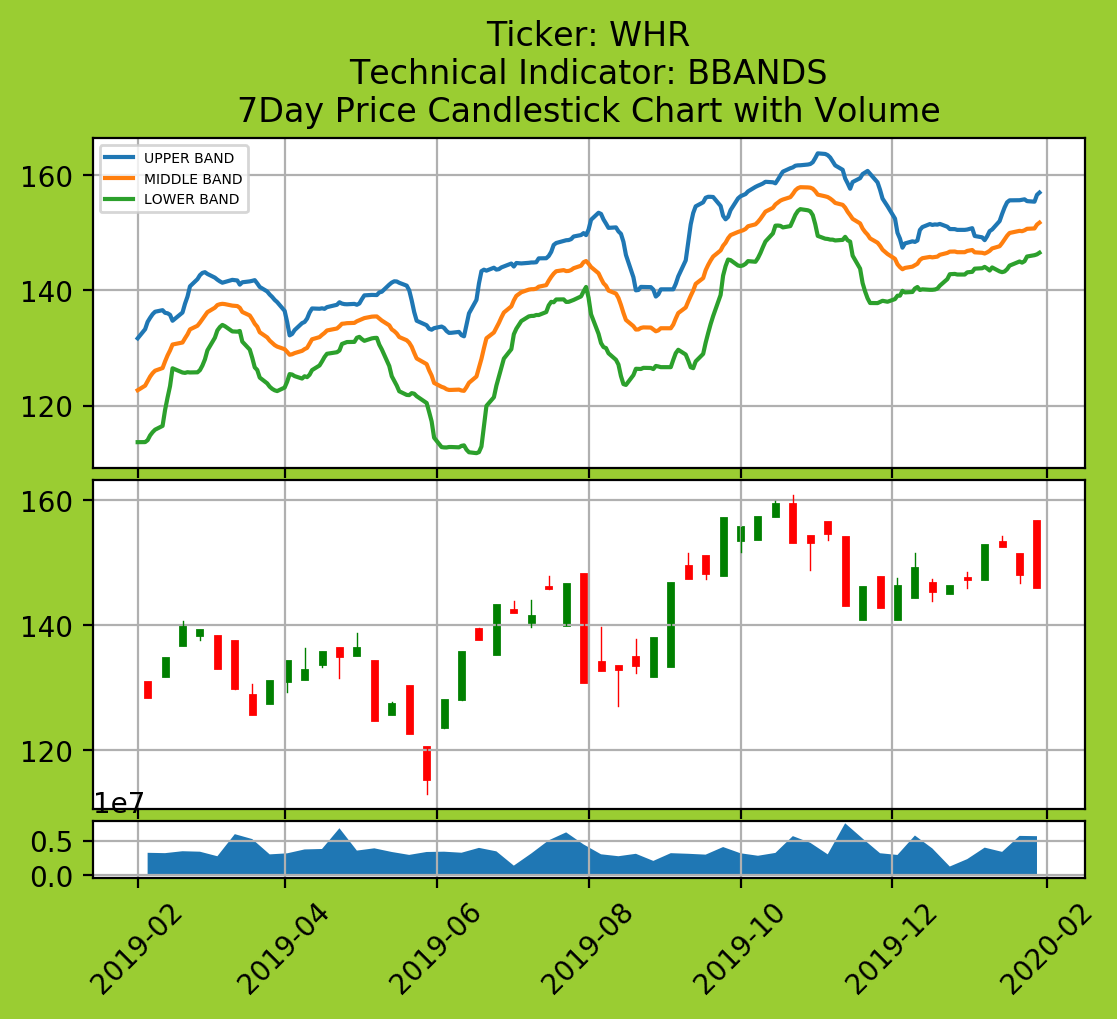 Ticker: WHR
Technical Indicator: BBANDS
7Day Price Candlestick Chart with Volume
UPPER BAND
MIDDLE BAND
LOWER BAND
160
140
120
160
140
120
1e7
0.5
0.0
2019-02
2019-04
2019-06
2019-08
2019-10
2019-12
2020-02